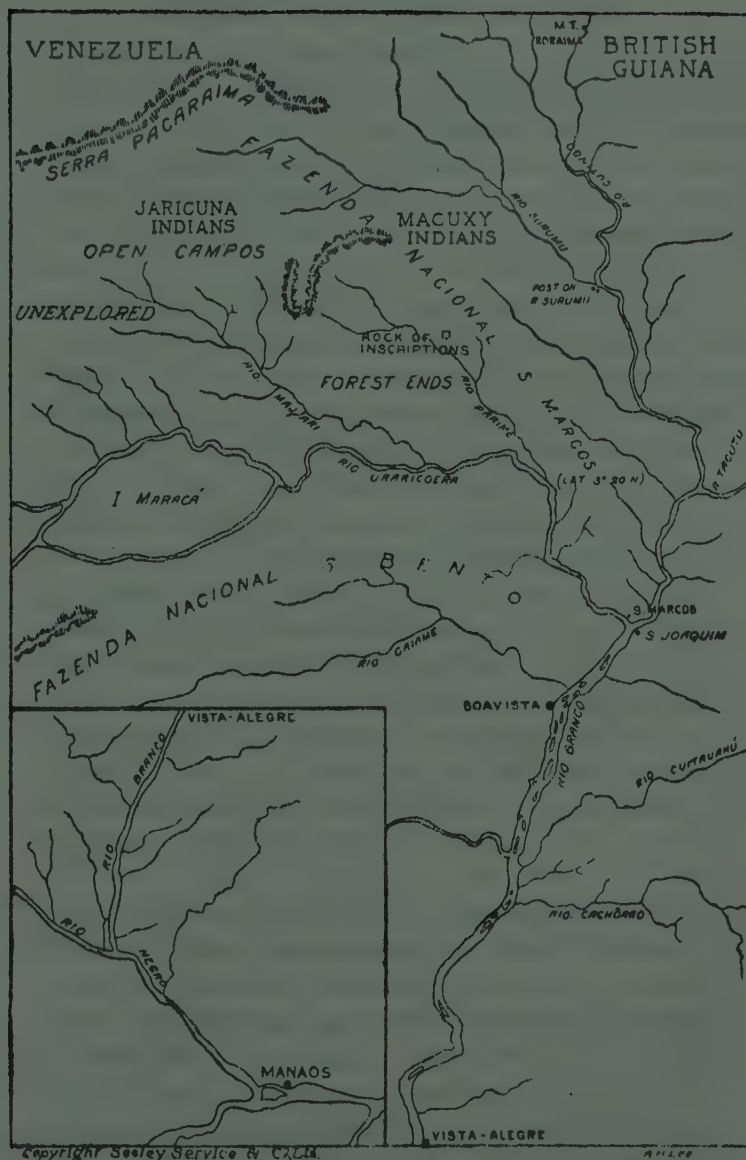 VENEZUELA
M.T.
RORAIMA
BRITISH
GUIANA
SERRA PACARAIMA
FAZENDA NACIONAL S MARCOS
JARICUNA
INDIANS
OPEN CAMPOS
MACUXY
INDIANS
RIO SURUMU
RIO COTINGO
POST ON
R SURUMU
UNEXPLORED
ROCK OF
INSCRIPTIONS
FOREST ENDS
RIO MAJARI
RIO PARIME
RIO URARICOERA
(LAT 3° 20 N)
R TACUTU
I MARACÁ
FAZENDA NACIONAL S BENTO
S. MARCOS
S JOAQUIM
RIO CAIAME
BOAVISTA
RIO BRANCO
VISTA-ALEGRE
RIO BRANCO
RIO CACHORRO
RIO NEGRO
MANAOS
VISTA-ALEGRE
Copyright Seeley Service & Co Ltd.